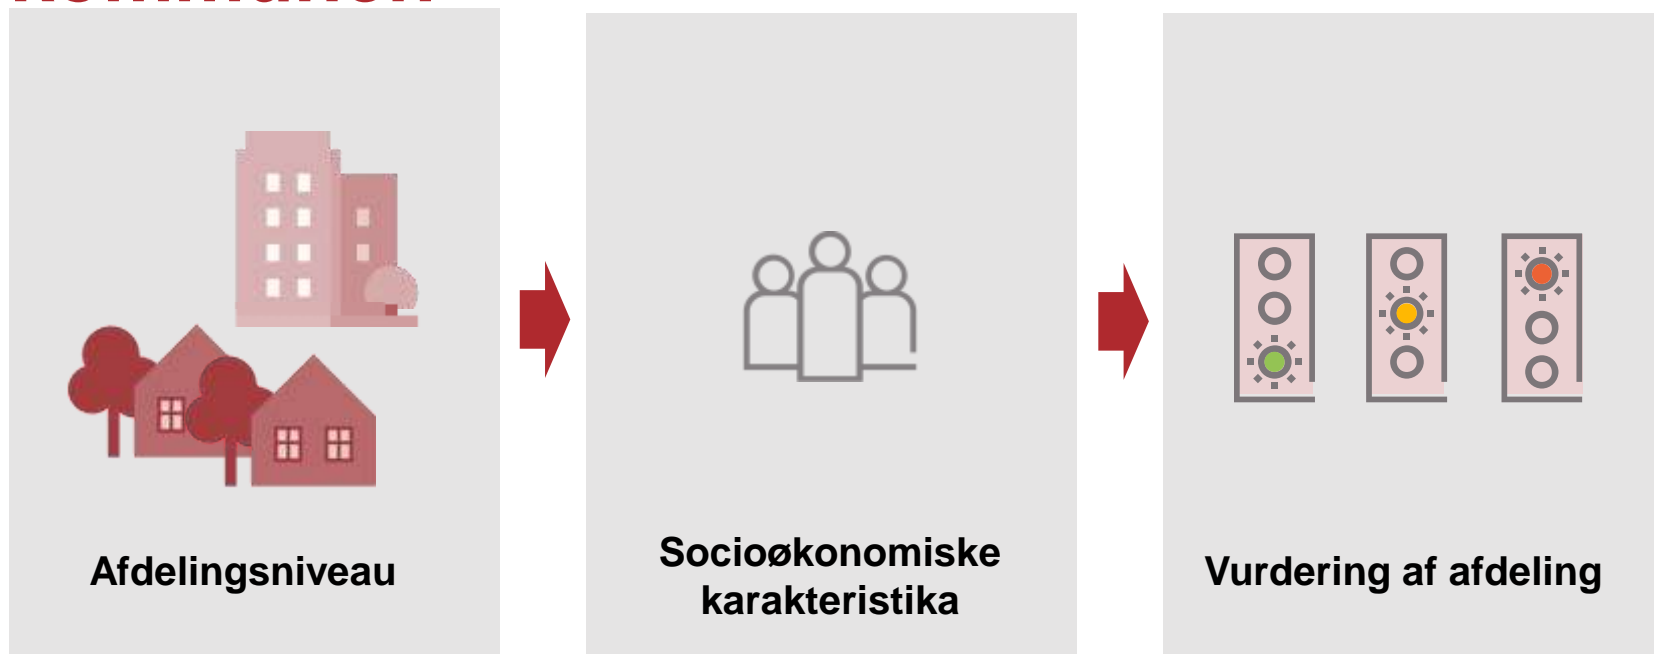 Afdelingsniveau
Socioøkonomiske
karakteristika
Vurdering af afdeling